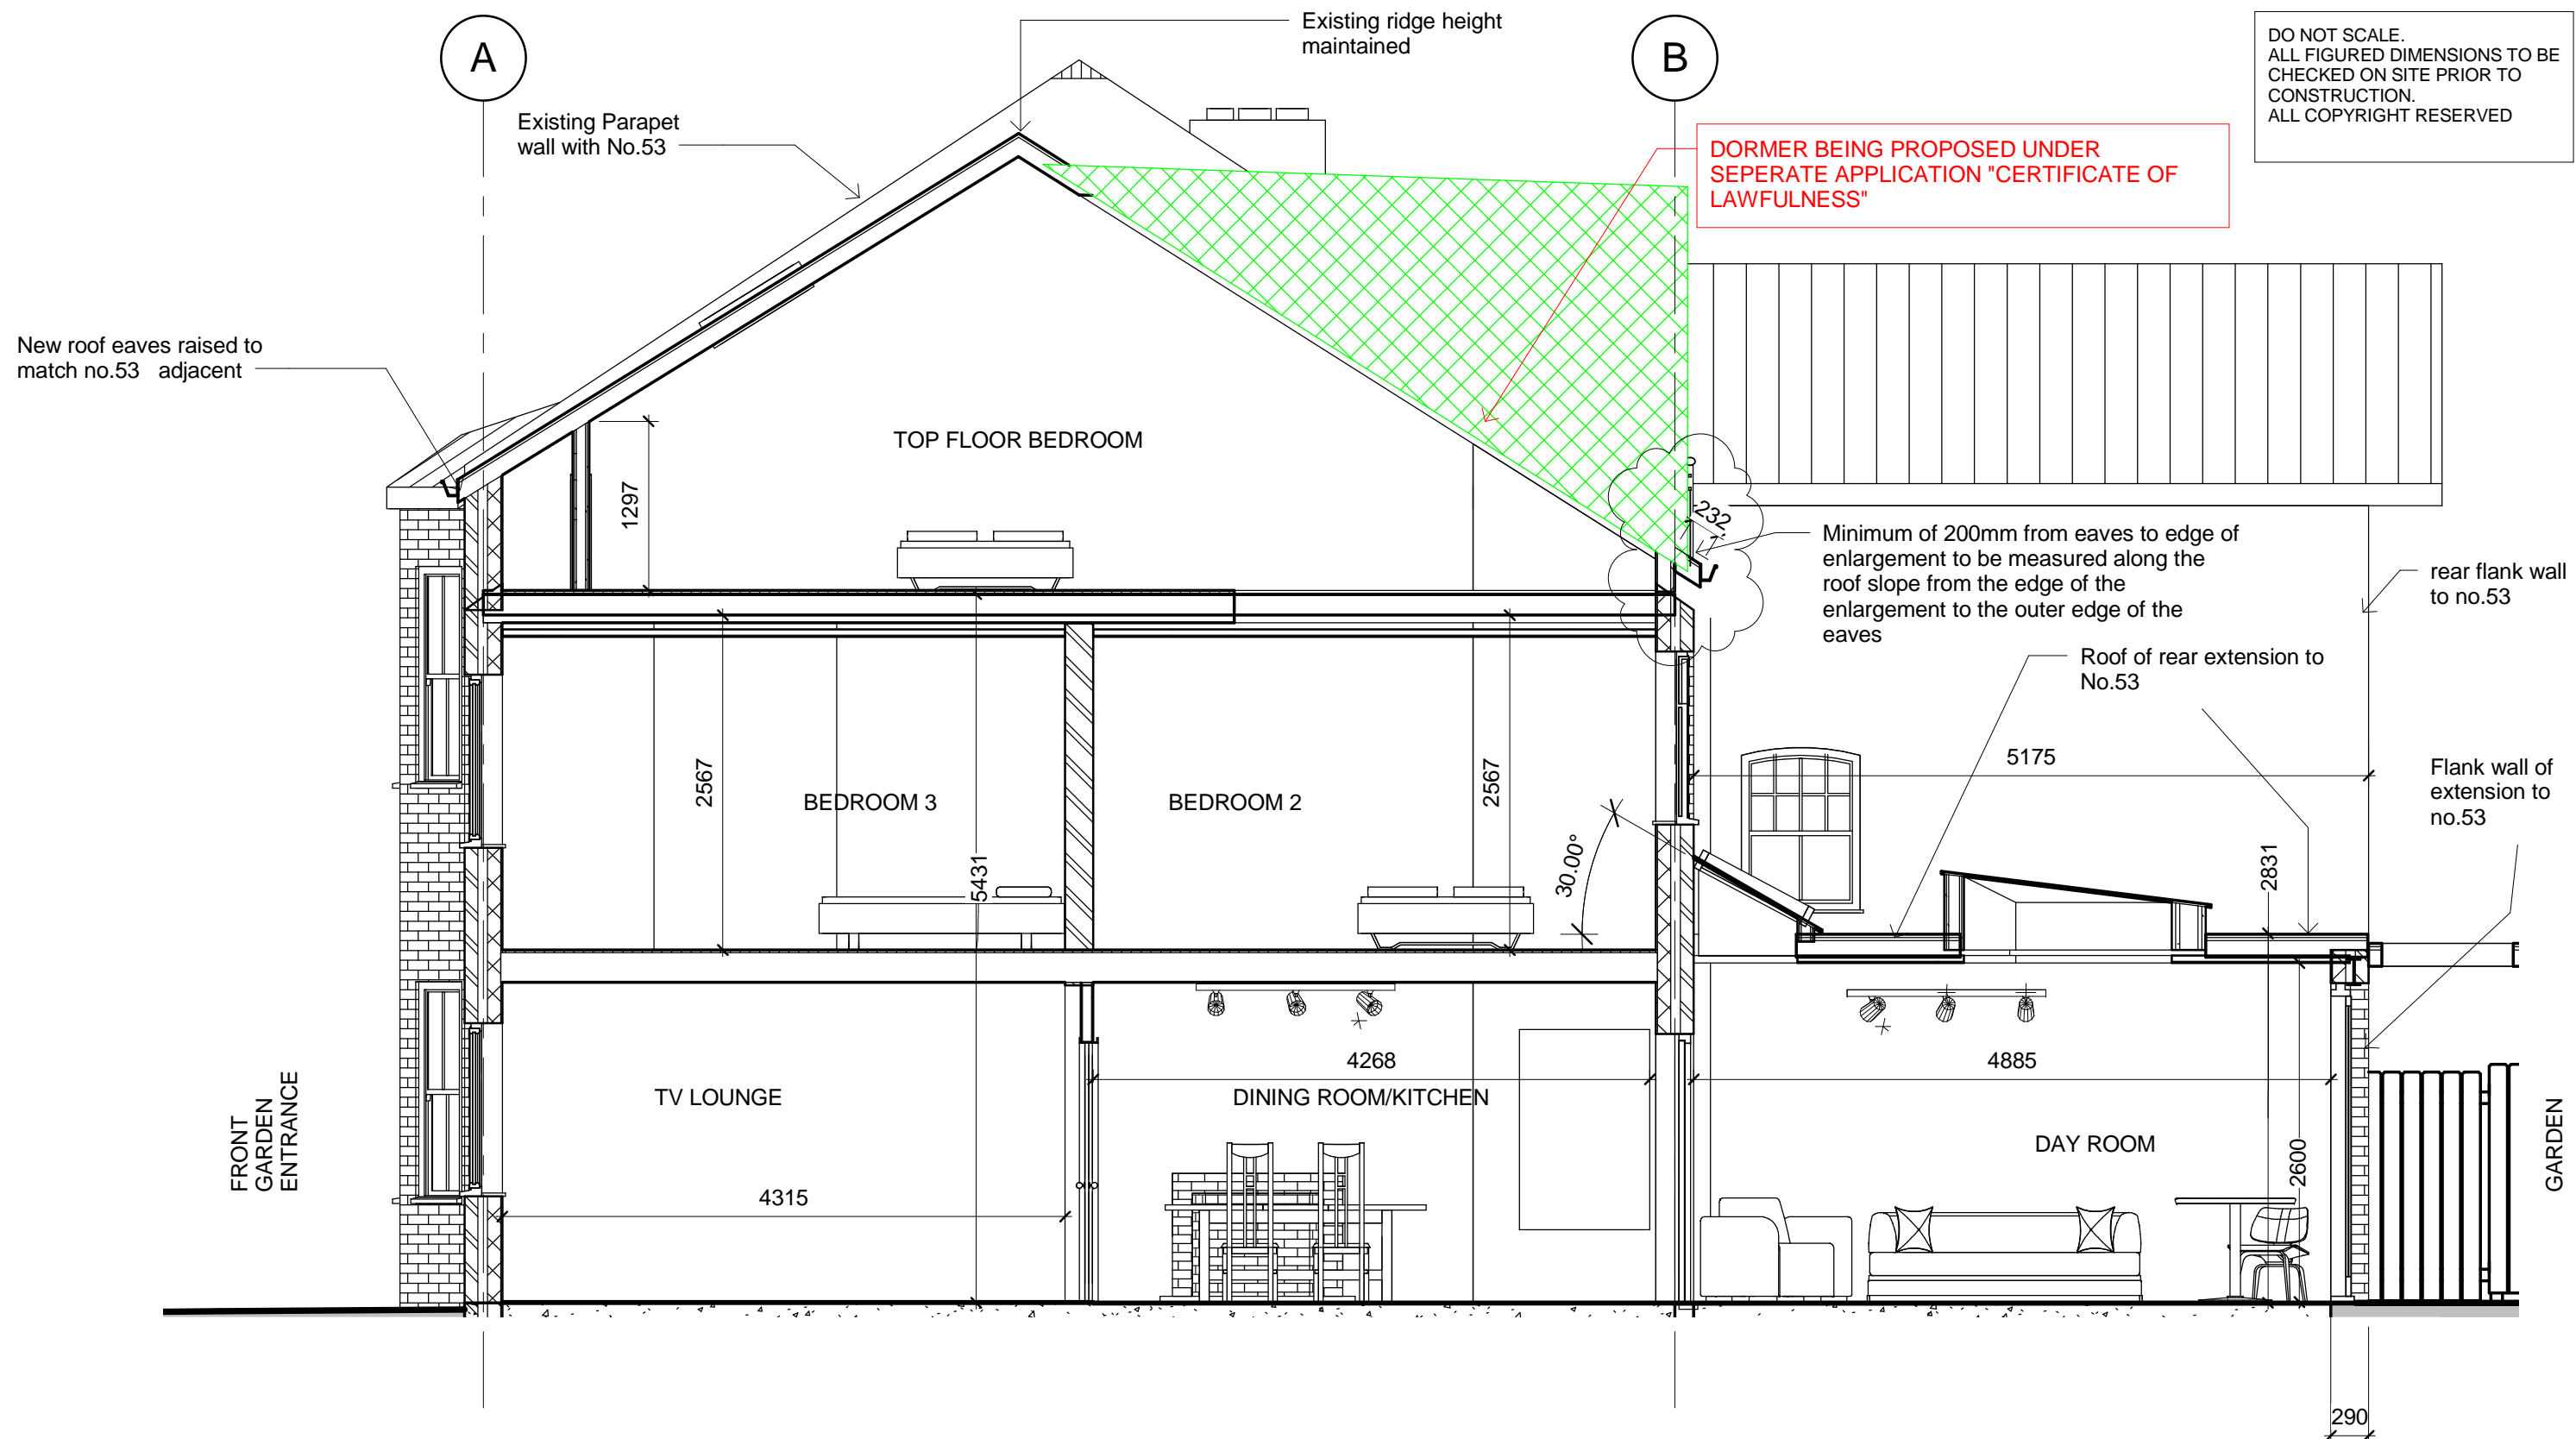 A
B
Existing ridge height
maintained
DO NOT SCALE.
ALL FIGURED DIMENSIONS TO BE
CHECKED ON SITE PRIOR TO
CONSTRUCTION.
ALL COPYRIGHT RESERVED
Existing Parapet
wall with No.53
DORMER BEING PROPOSED UNDER
SEPERATE APPLICATION "CERTIFICATE OF
LAWFULNESS"
New roof eaves raised to
match no.53 adjacent
TOP FLOOR BEDROOM
1297
232
Minimum of 200mm from eaves to edge of
enlargement to be measured along the
roof slope from the edge of the
enlargement to the outer edge of the
eaves
rear flank wall
to no.53
Roof of rear extension to
No.53
5175
Flank wall of
extension to
no.53
2567
BEDROOM 3
BEDROOM 2
2567
5431
30.00°
2831
4268
4885
TV LOUNGE
DINING ROOM/KITCHEN
FRONT
GARDEN
ENTRANCE
DAY ROOM
2600
GARDEN
4315
290